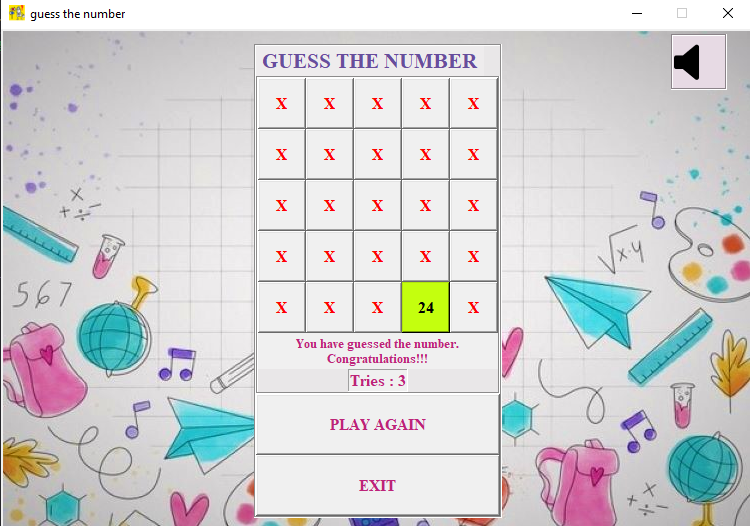 guess the number
GUESS THE NUMBER
X X X X X
X X X X X
X X X X X
X X X X X
X X X 24 X
You have guessed the number.
Congratulations!!!
Tries : 3
PLAY AGAIN
EXIT
x
+ ÷ -
√x·y
567
x
+ ÷ -